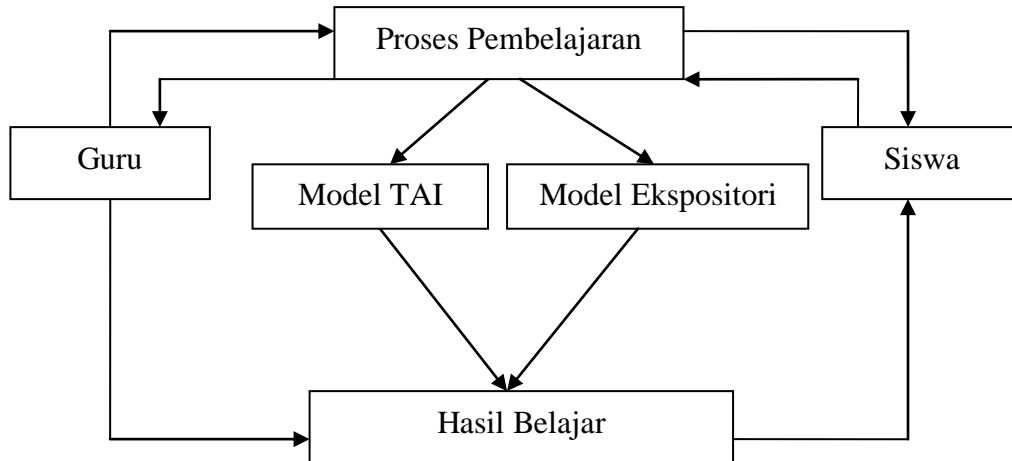 Proses Pembelajaran
Guru
Siswa
Model TAI
Model Ekspositori
Hasil Belajar